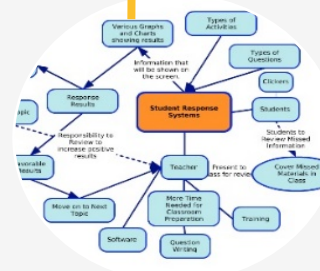 Various Graphs
and Charts
showing results
Types of
Activities
Types of
Questions
Information that
will be shown on
the screen.
Clickers
Response
Results
Student Response
Systems
Students
Responsibility to
Review to
increase positive
results
Students to
Review Missed
Information
Teacher
Present to
Cover Missed
Materials in
Class
Move on to Next
Topic
More Time
Needed for
Classroom
Preparation
Training
Software
Question
Writing